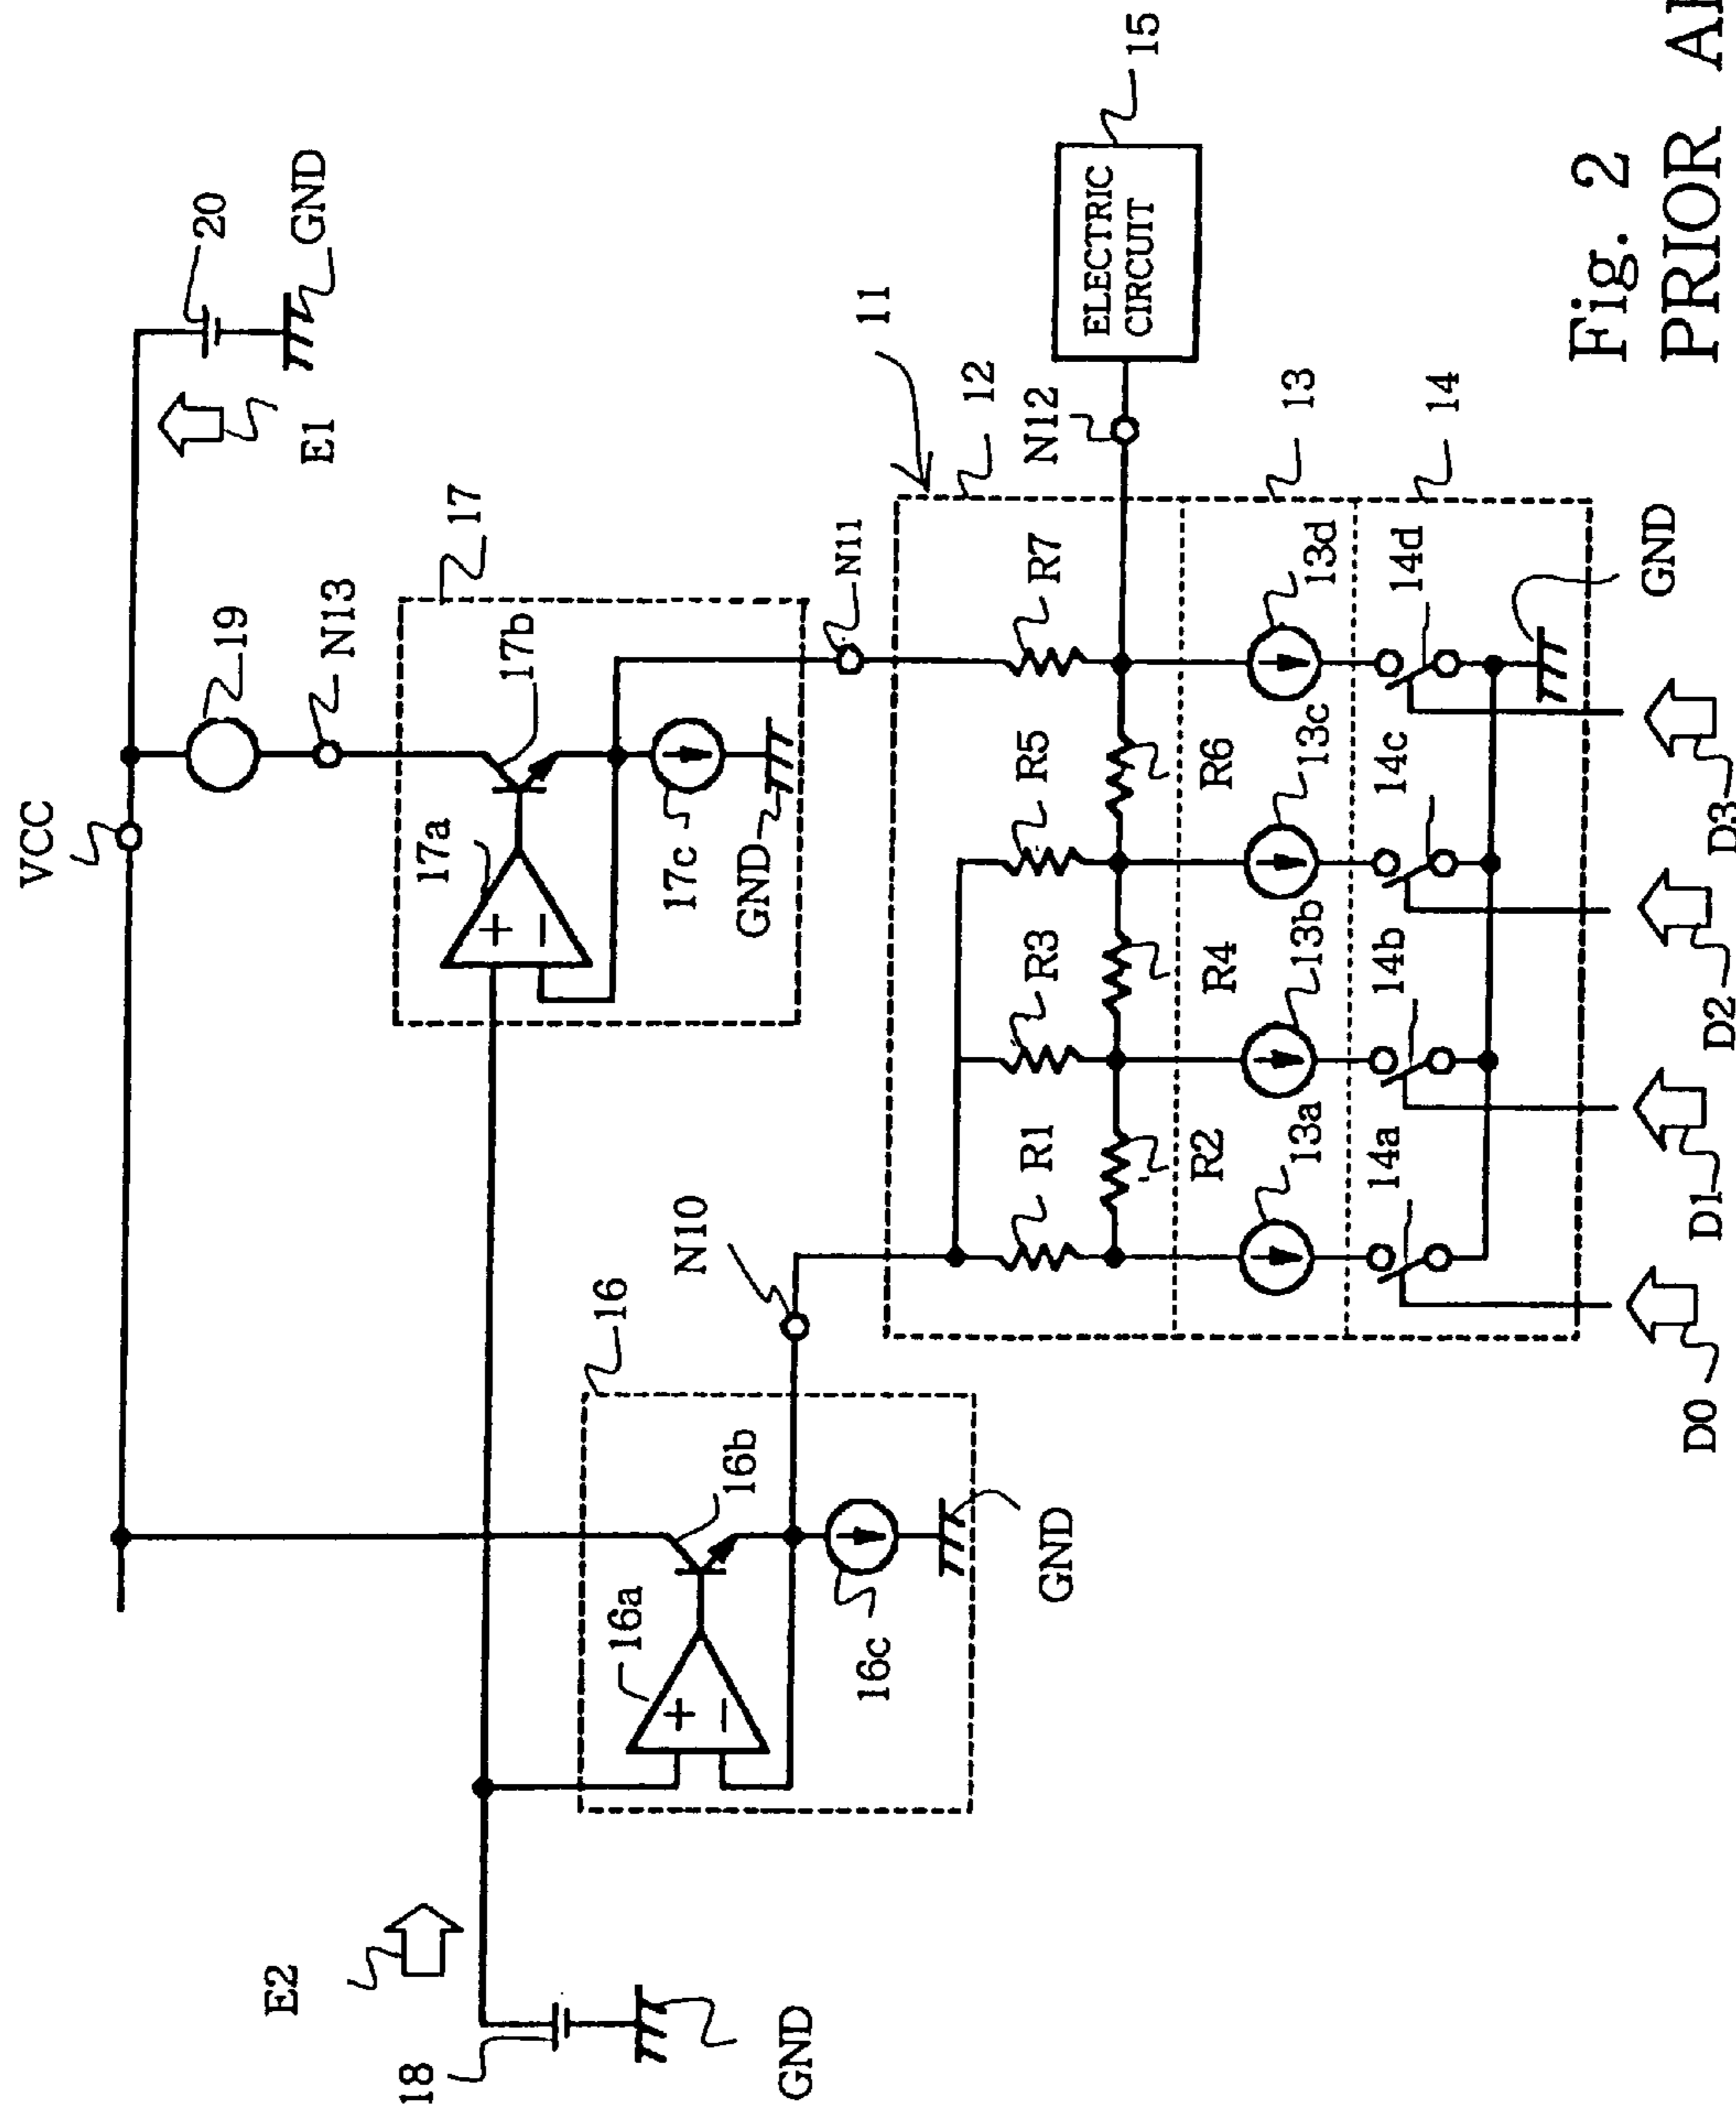 VCC
E1
20
GND
19
N13
17
17a
17b
17c
GND
N11
E2
18
GND
16
16a
16b
16c
GND
N10
11
12
N12
ELECTRIC
CIRCUIT
15
R1
R3
R5
R7
R2
R4
R6
13
13a
13b
13c
13d
14
14a
14b
14c
14d
GND
D0
D1
D2
D3
Fig. 2
PRIOR